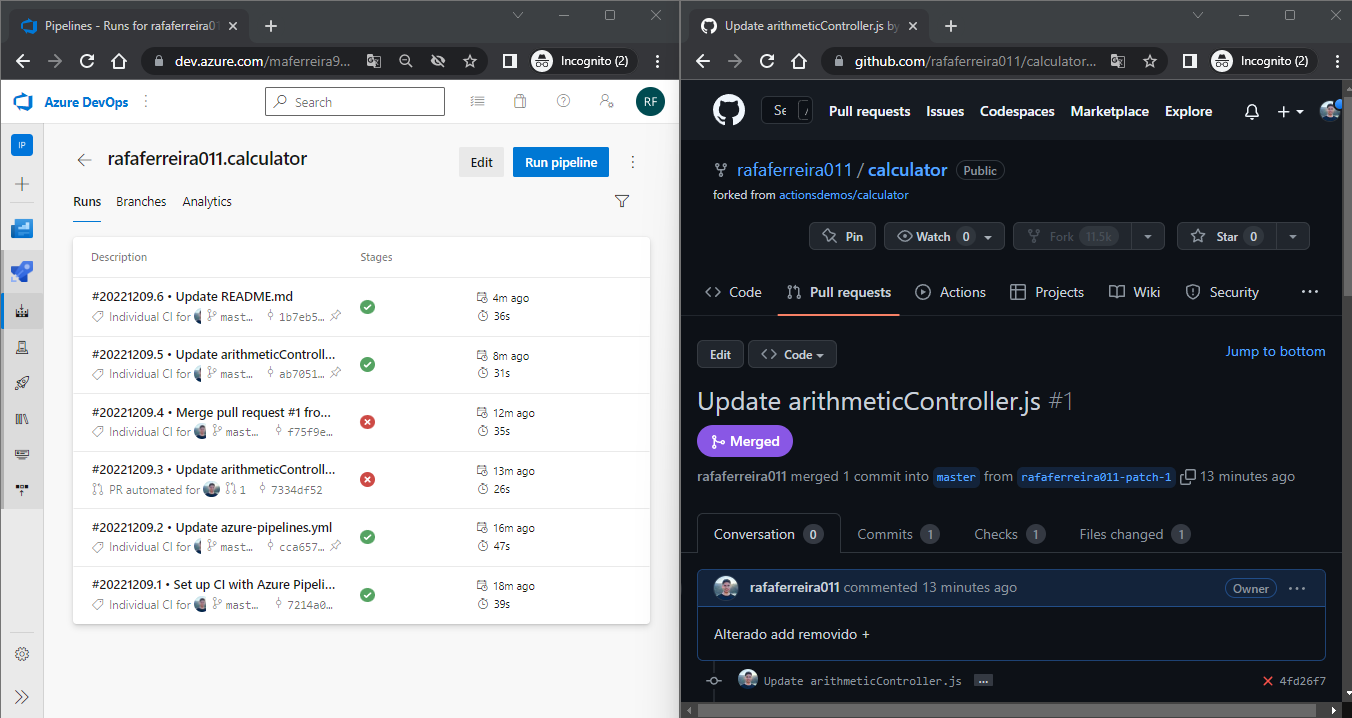 Pipelines - Runs for rafaferreira01
dev.azure.com/maferreira9...
Incognito (2)
Azure DevOps
Search
RF
IP
rafaferreira011.calculator
Edit
Run pipeline
Runs
Branches
Analytics
Description
Stages
#20221209.6 • Update README.md
4m ago
Individual CI for
mast...
1b7eb5...
36s
#20221209.5 • Update arithmeticControll...
8m ago
Individual CI for
mast...
ab7051...
31s
#20221209.4 • Merge pull request #1 fro...
12m ago
Individual CI for
mast...
f75f9e...
35s
#20221209.3 • Update arithmeticControll...
13m ago
PR automated for
1
7334df52
26s
#20221209.2 • Update azure-pipelines.yml
16m ago
Individual CI for
mast...
cca657...
47s
#20221209.1 • Set up CI with Azure Pipeli...
18m ago
Individual CI for
mast...
7214a0...
39s
Update arithmeticController.js by
github.com/rafaferreira011/calculator...
Incognito (2)
Se
/
Pull requests
Issues
Codespaces
Marketplace
Explore
rafaferreira011 / calculator
Public
forked from actionsdemos/calculator
Pin
Watch 0
Fork 11.5k
Star 0
Code
Pull requests
Actions
Projects
Wiki
Security
Edit
Code
Jump to bottom
Update arithmeticController.js #1
Merged
rafaferreira011 merged 1 commit into master from rafaferreira011-patch-1 13 minutes ago
Conversation 0
Commits 1
Checks 1
Files changed 1
rafaferreira011 commented 13 minutes ago
Owner
Alterado add removido +
Update arithmeticController.js
...
4fd26f7